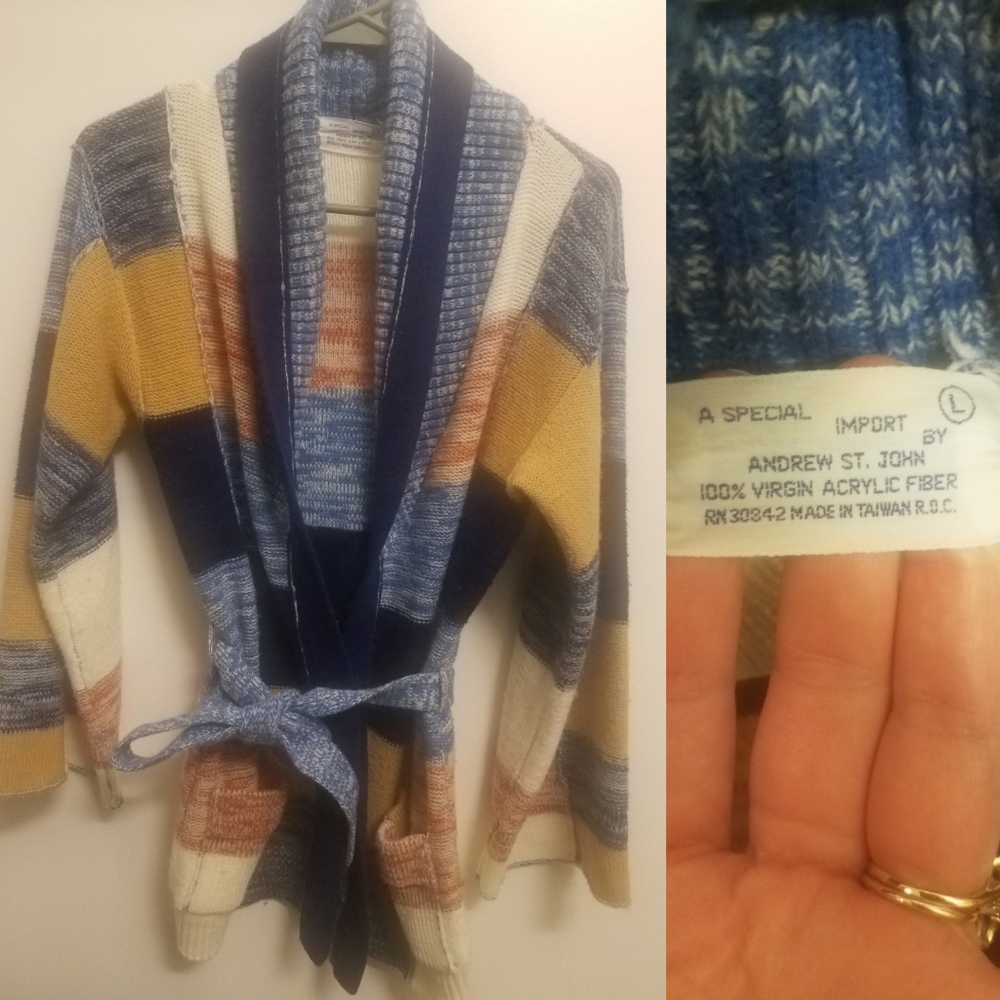 A SPECIAL IMPORT BY Ⓛ
ANDREW ST. JOHN
100% VIRGIN ACRYLIC FIBER
RN 30842 MADE IN TAIWAN R.O.C.